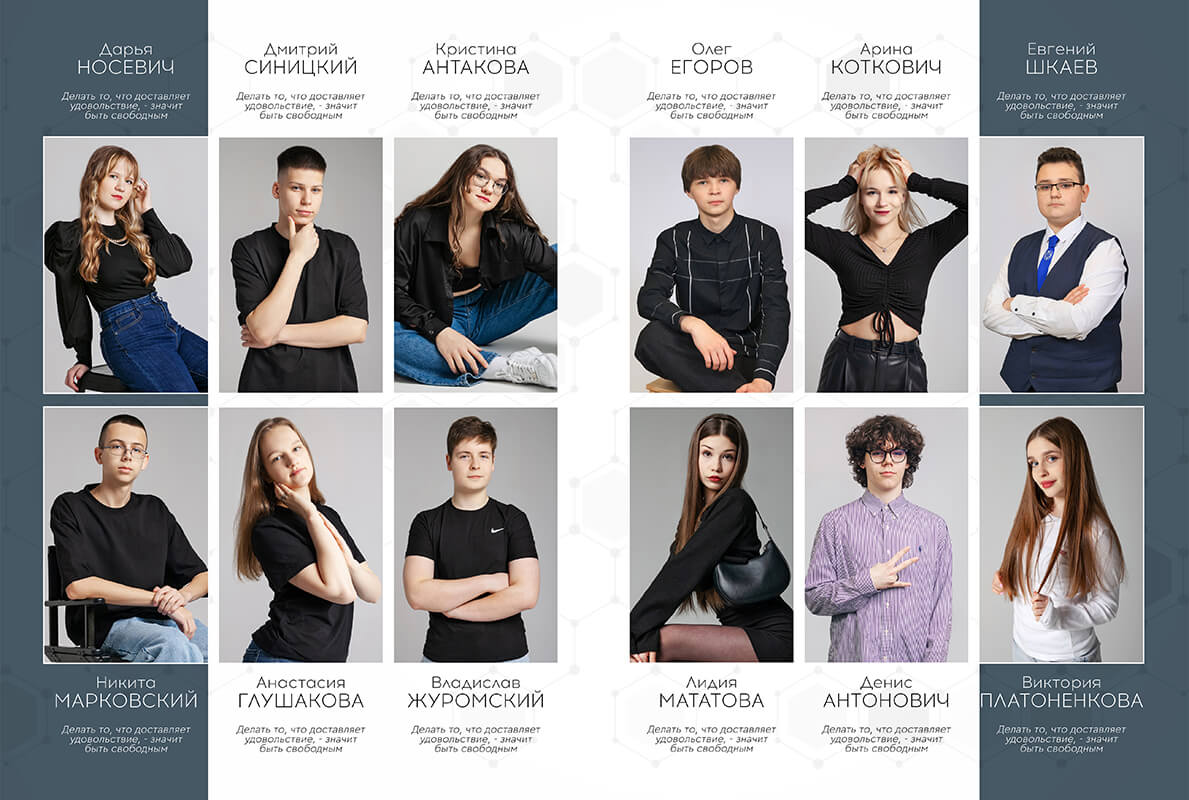 Дарья
НОСЕВИЧ
Делать то, что доставляет
удовольствие, - значит
быть свободным
Дмитрий
СИНИЦКИЙ
Делать то, что доставляет
удовольствие, - значит
быть свободным
Кристина
АНТАКОВА
Делать то, что доставляет
удовольствие, - значит
быть свободным
Олег
ЕГОРОВ
Делать то, что доставляет
удовольствие, - значит
быть свободным
Арина
КОТКОВИЧ
Делать то, что доставляет
удовольствие, - значит
быть свободным
Евгений
ШКАЕВ
Делать то, что доставляет
удовольствие, - значит
быть свободным
Никита
МАРКОВСКИЙ
Делать то, что доставляет
удовольствие, - значит
быть свободным
Анастасия
ГЛУШАКОВА
Делать то, что доставляет
удовольствие, - значит
быть свободным
Владислав
ЖУРОМСКИЙ
Делать то, что доставляет
удовольствие, - значит
быть свободным
Лидия
МАТАТОВА
Делать то, что доставляет
удовольствие, - значит
быть свободным
Денис
АНТОНОВИЧ
Делать то, что доставляет
удовольствие, - значит
быть свободным
Виктория
ПЛАТОНЕНКОВА
Делать то, что доставляет
удовольствие, - значит
быть свободным